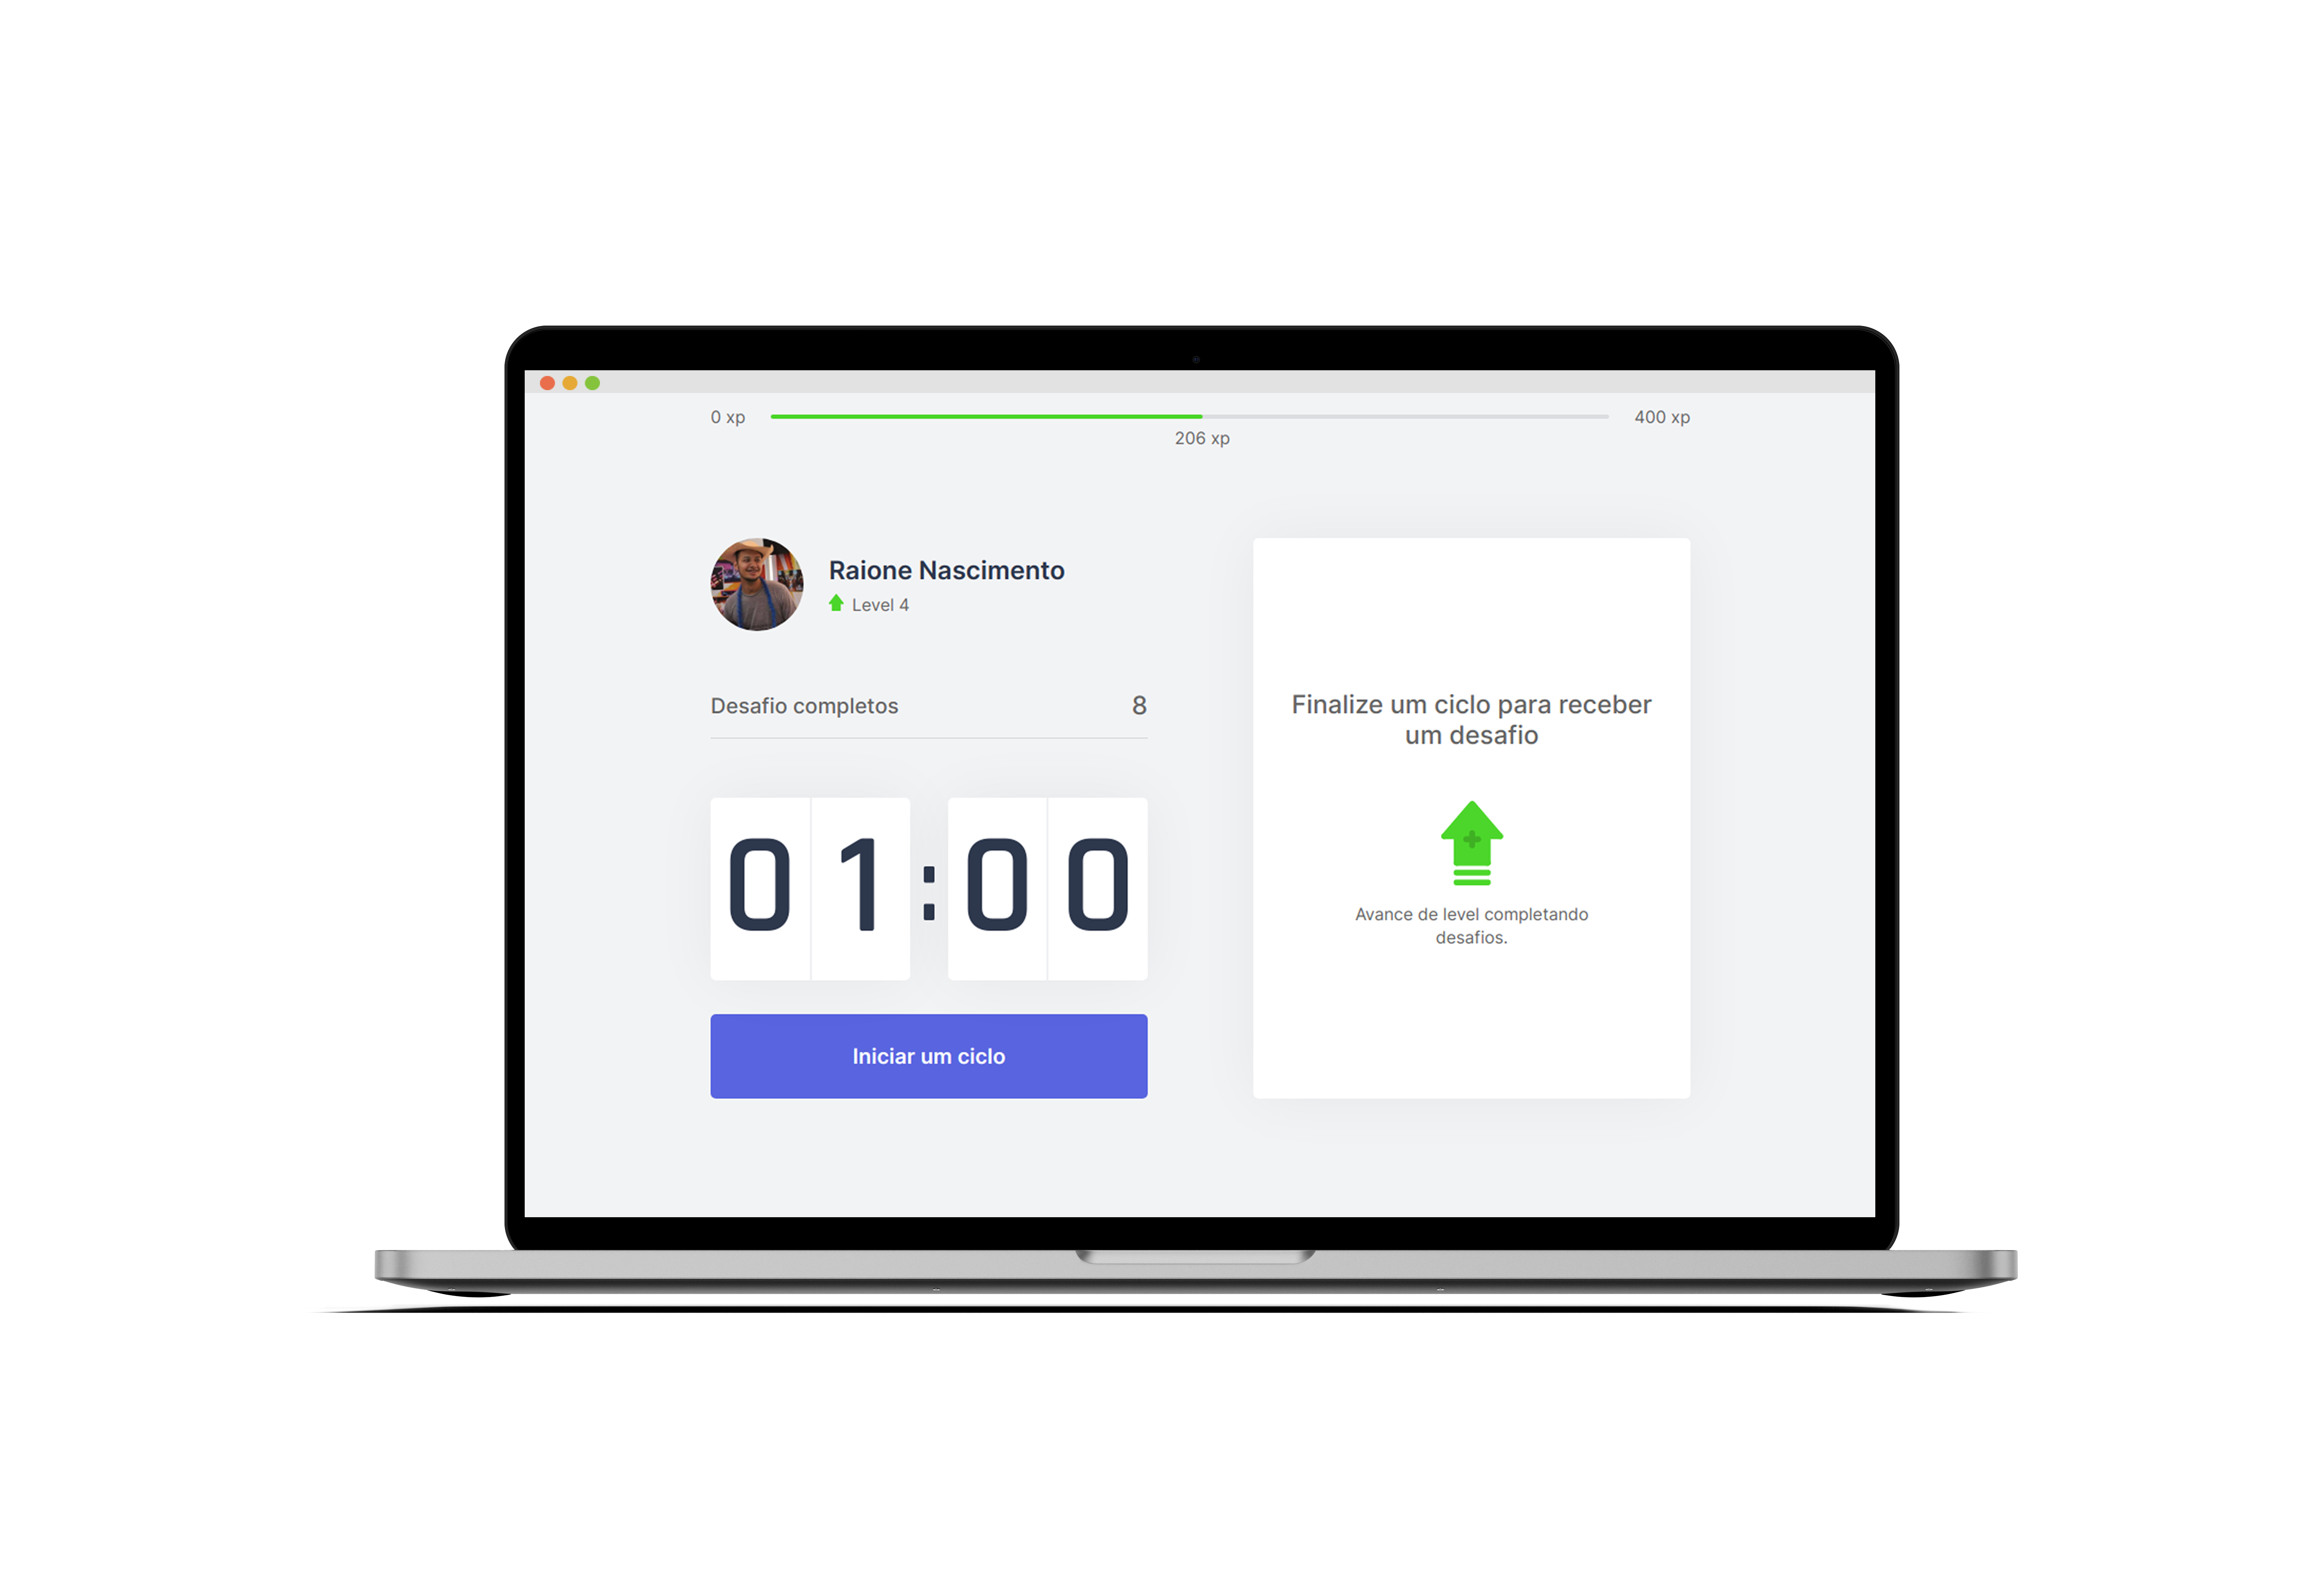 0 xp
400 xp
206 xp
Raione Nascimento
Level 4
Desafio completos
8
01:00
Iniciar um ciclo
Finalize um ciclo para receber
um desafio
Avance de level completando
desafios.